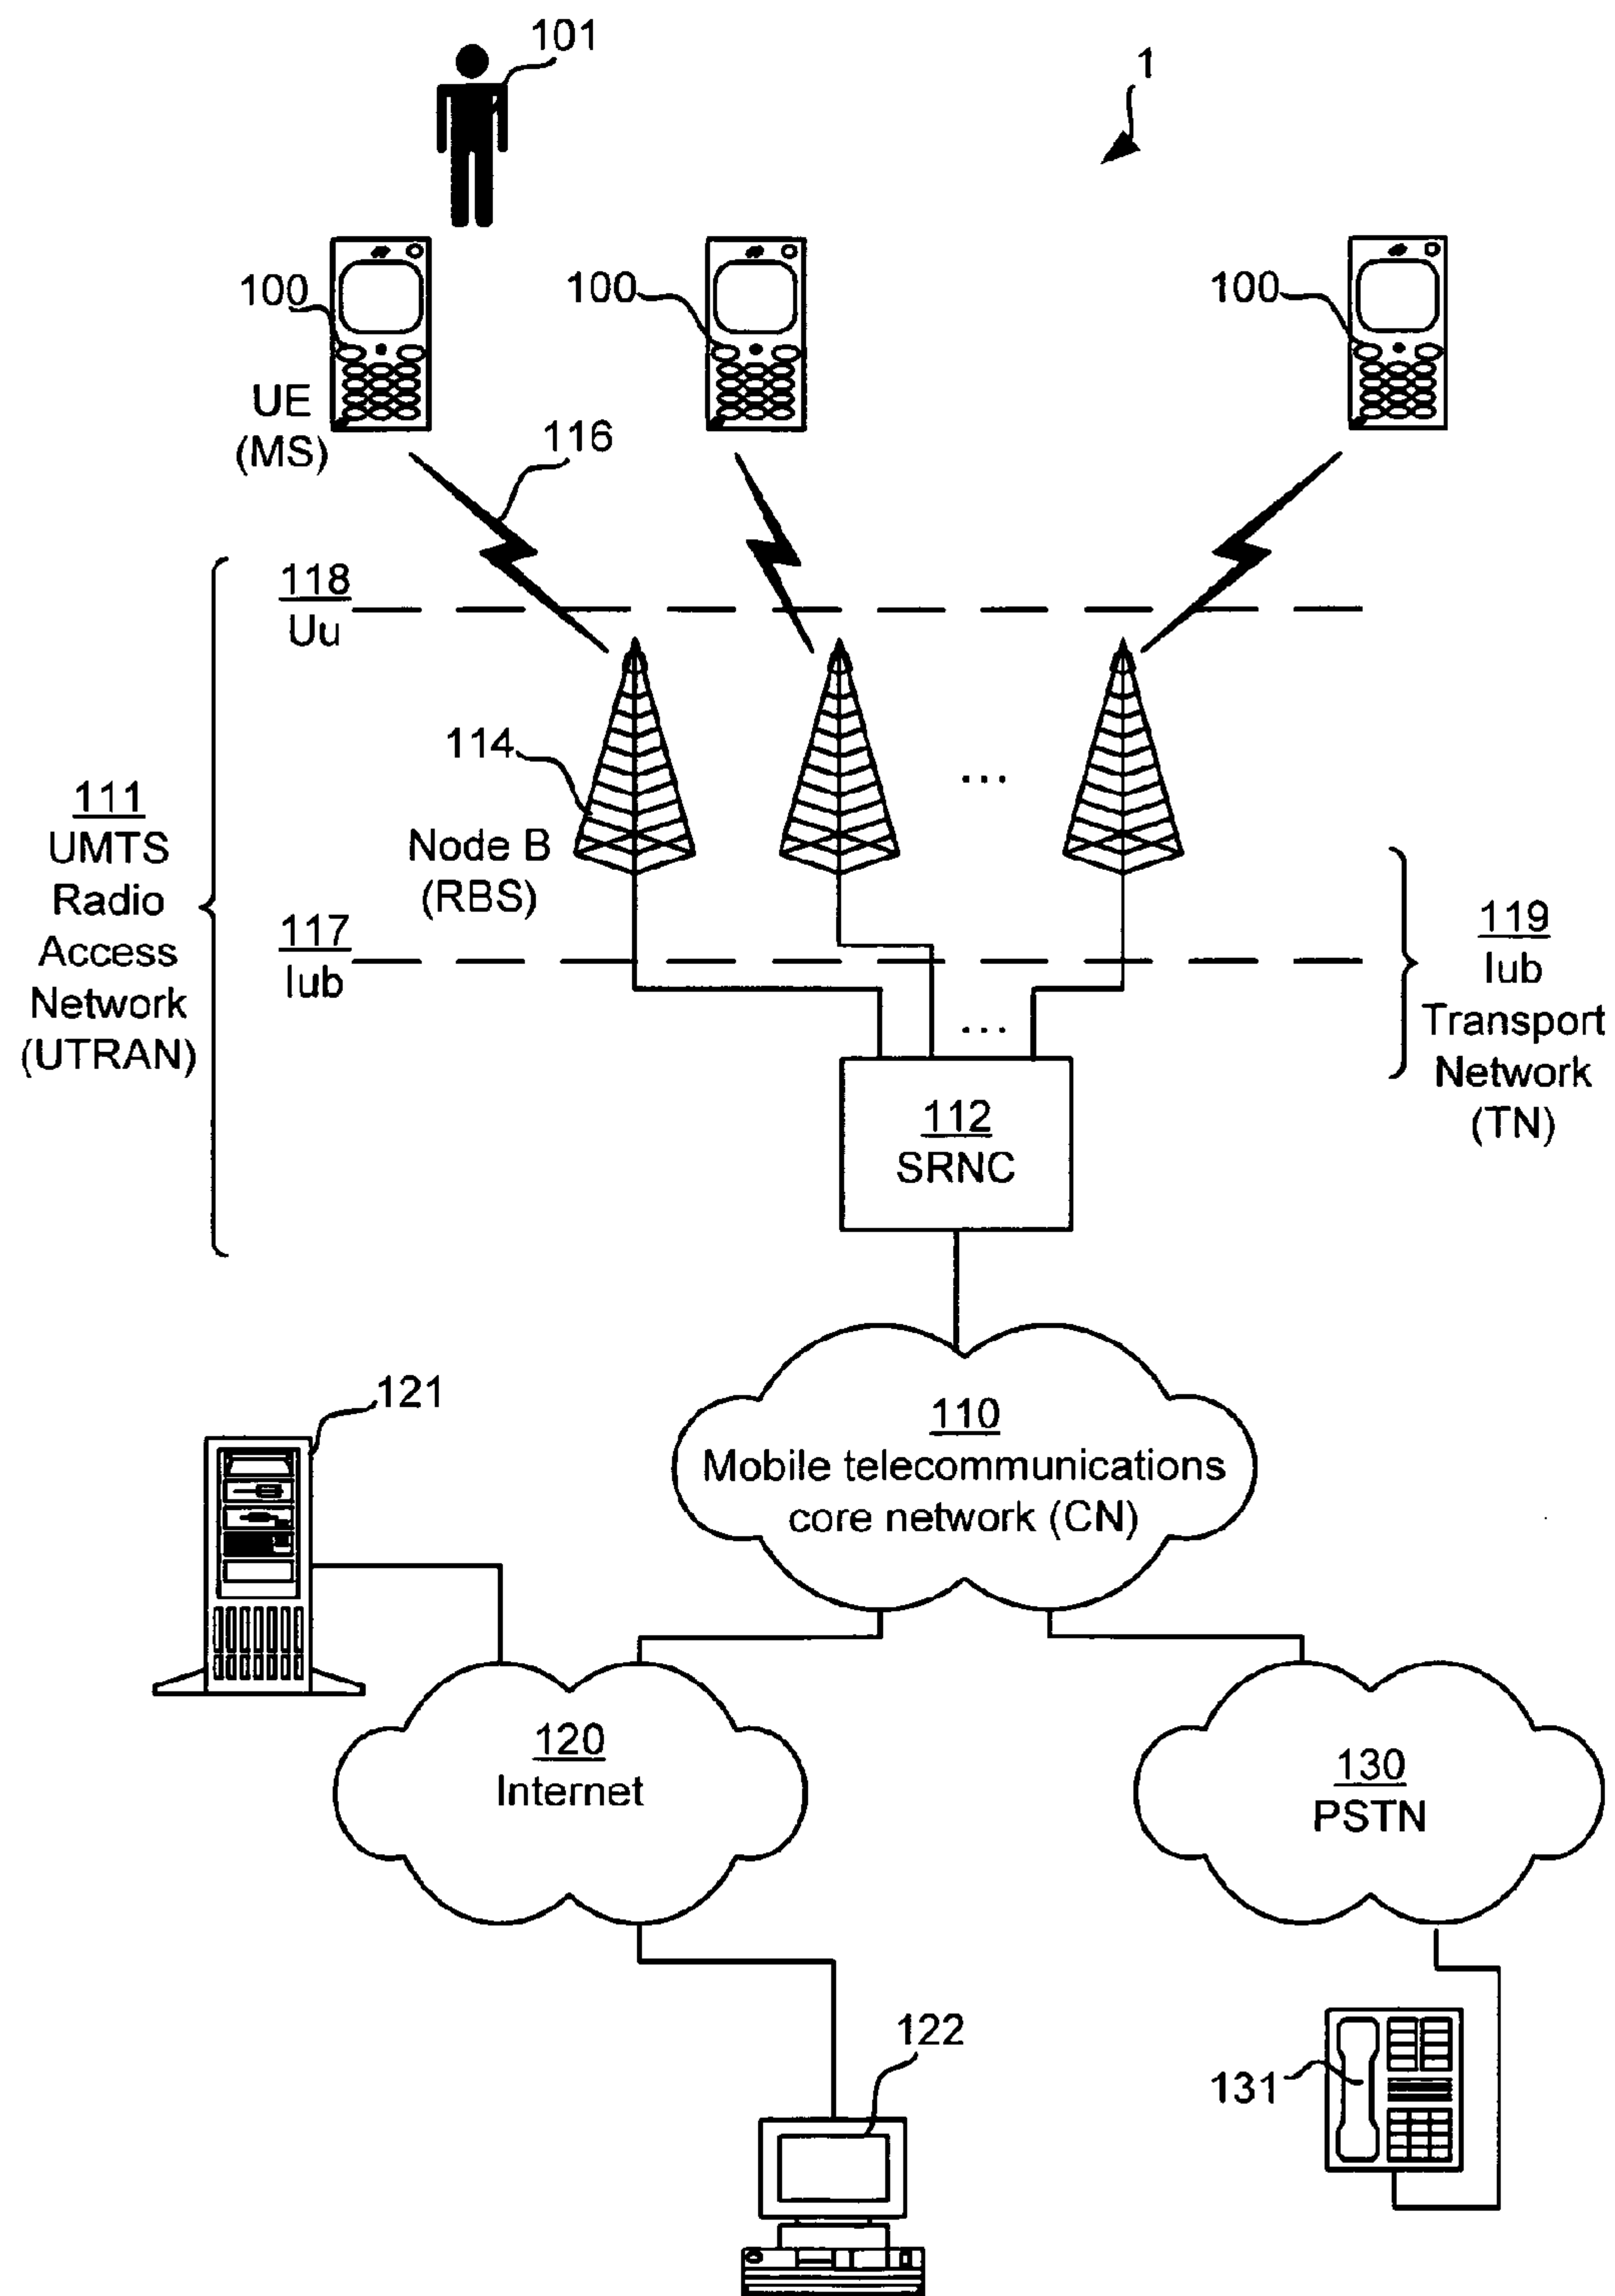 101
1
100
100
100
UE
(MS)
116
118
Uu
114
111
UMTS
Radio
Access
Network
(UTRAN)
Node B
(RBS)
117
Iub
119
Iub
Transport
Network
(TN)
...
...
112
SRNC
121
110
Mobile telecommunications
core network (CN)
120
Internet
130
PSTN
122
131